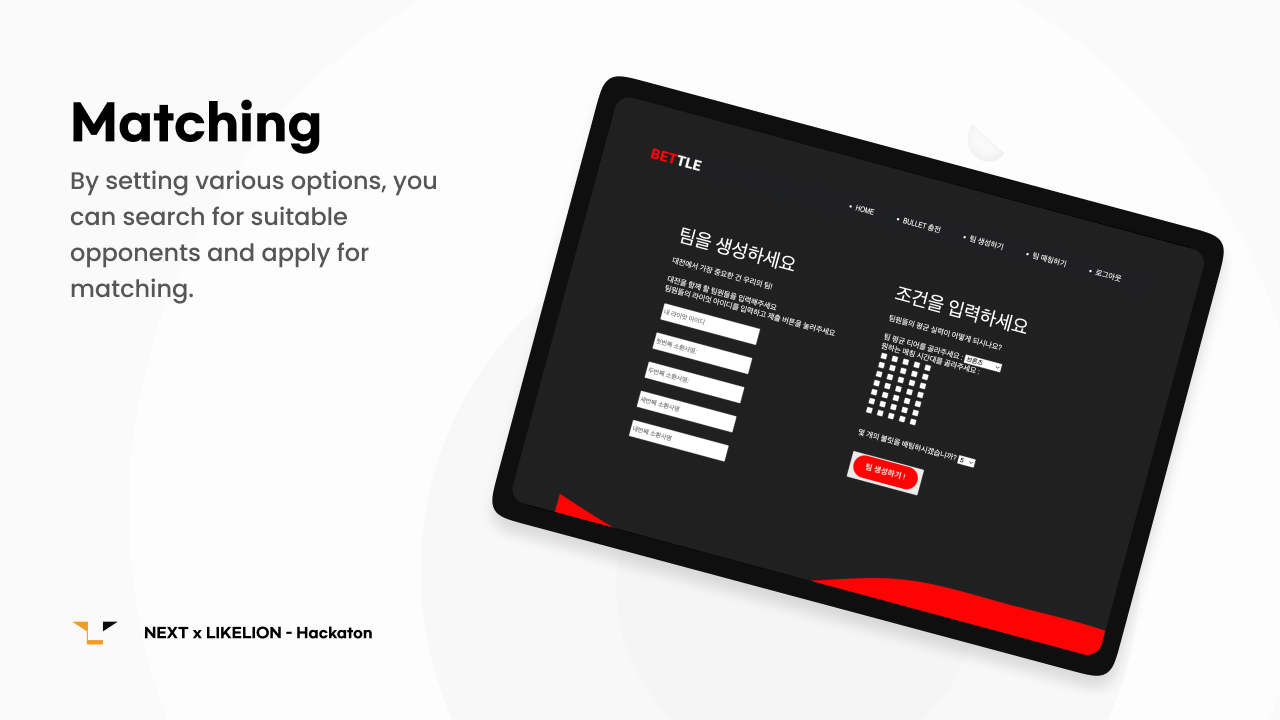 Matching
By setting various options, you
can search for suitable
opponents and apply for
matching.
BETTLE
HOME
BULLET 충전
팀 생성하기
팀 매칭하기
로그아웃
팀을 생성하세요
대전에서 가장 중요한 건 우리의 팀!
대전을 함께 할 팀원들을 입력해주세요
팀원들의 라이엇 아이디를 입력하고 제출 버튼을 눌러주세요
내 라이엇 아이디
첫번째 소환사명:
두번째 소환사명:
세번째 소환사명
네번째 소환사명
조건을 입력하세요
팀원들의 평균 실력이 어떻게 되시나요?
팀 평균 티어를 골라주세요 : 브론즈
원하는 매칭 시간대를 골라주세요 :
몇 개의 불릿을 배팅하시겠습니까? 5
팀 생성하기 !
NEXT x LIKELION - Hackaton